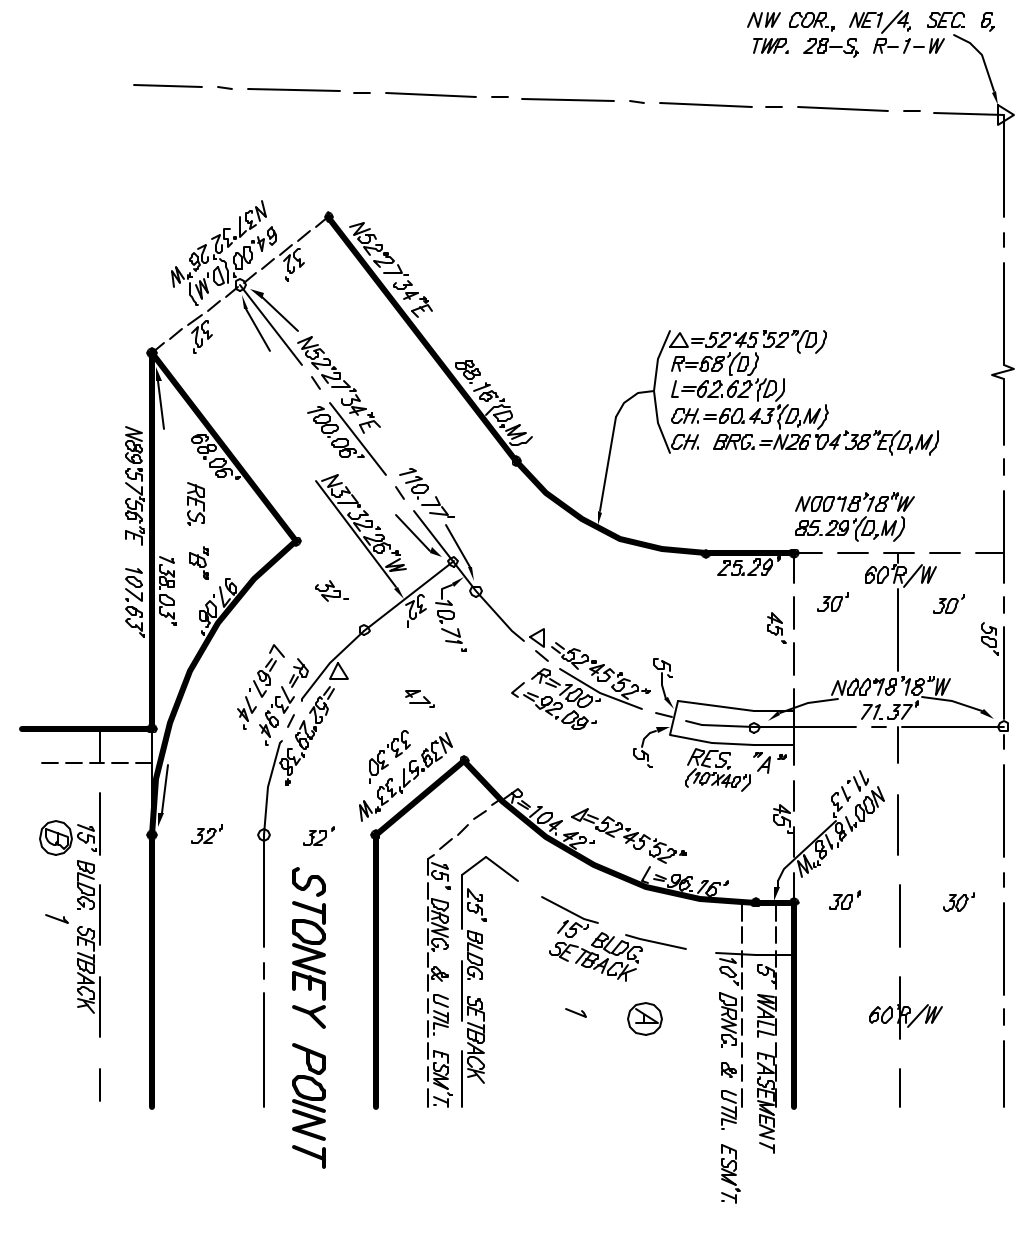 NW COR., NE1/4, SEC. 6,
TWP. 28-S, R-1-W
N37°32'26"W
64.00'(D,M)
32'
32'
N52°27'34"E
88.16'(D,M)
△=52°45'52"(D)
R=68'(D)
L=62.62'(D)
CH.=60.43'(D,M)
CH. BRG.=N26°04'38"E(D,M)
N52°27'34"E
100.06'
110.77'
N89°57'56"E 107.63'
138.03'
68.06'
RES. "B"
97.06'
N37°32'26"W
32'
32'
10.71'
N00°18'18"W
85.29'(D,M)
25.29'
60'R/W
30'
30'
45'
50'
△=52°45'52"
R=100'
L=92.09'
5'
5'
N00°18'18"W
71.37'
RES. "A"
(10'X40')
△=52°29'38"
R=73.94'
L=67.74'
47'
N39°57'33"W
33.30'
R=104.42'
△=52°45'52"
L=96.16'
45'
N00°18'18"W
11.13'
30'
30'
32'
32'
B
1
15' BLDG. SETBACK
STONEY POINT
15' DRNG. & UTIL. ESM'T.
25' BLDG. SETBACK
15' BLDG.
SETBACK
A
1
10' DRNG. & UTIL. ESM'T.
5' WALL EASEMENT
60'R/W